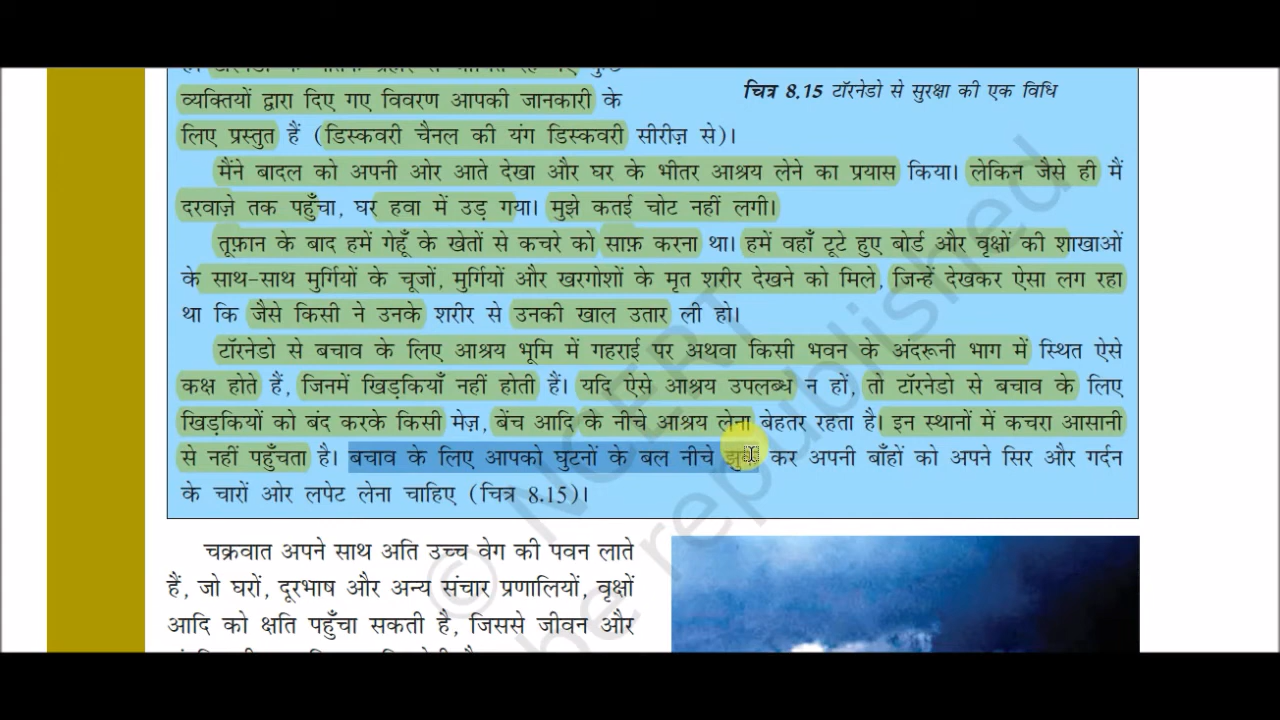 चित्र 8.15 टॉरनेडो से सुरक्षा की एक विधि
व्यक्तियों द्वारा दिए गए विवरण आपकी जानकारी के
लिए प्रस्तुत हैं (डिस्कवरी चैनल की यंग डिस्कवरी सीरीज़ से)।
मैंने बादल को अपनी ओर आते देखा और घर के भीतर आश्रय लेने का प्रयास किया। लेकिन जैसे ही मैं
दरवाज़े तक पहुँचा, घर हवा में उड़ गया। मुझे कतई चोट नहीं लगी।
तूफ़ान के बाद हमें गेहूँ के खेतों से कचरे को साफ़ करना था। हमें वहाँ टूटे हुए बोर्ड और वृक्षों की शाखाओं
के साथ-साथ मुर्गियों के चूजों, मुर्गियों और खरगोशों के मृत शरीर देखने को मिले, जिन्हें देखकर ऐसा लग रहा
था कि जैसे किसी ने उनके शरीर से उनकी खाल उतार ली हो।
टॉरनेडो से बचाव के लिए आश्रय भूमि में गहराई पर अथवा किसी भवन के अंदरूनी भाग में स्थित ऐसे
कक्ष होते हैं, जिनमें खिड़कियाँ नहीं होती हैं। यदि ऐसे आश्रय उपलब्ध न हों, तो टॉरनेडो से बचाव के लिए
खिड़कियों को बंद करके किसी मेज़, बेंच आदि के नीचे आश्रय लेना बेहतर रहता है। इन स्थानों में कचरा आसानी
से नहीं पहुँचता है। बचाव के लिए आपको घुटनों के बल नीचे झुक कर अपनी बाँहों को अपने सिर और गर्दन
के चारों ओर लपेट लेना चाहिए (चित्र 8.15)।
चक्रवात अपने साथ अति उच्च वेग की पवन लाते
हैं, जो घरों, दूरभाष और अन्य संचार प्रणालियों, वृक्षों
आदि को क्षति पहुँचा सकती है, जिससे जीवन और
© NCERT
be republished